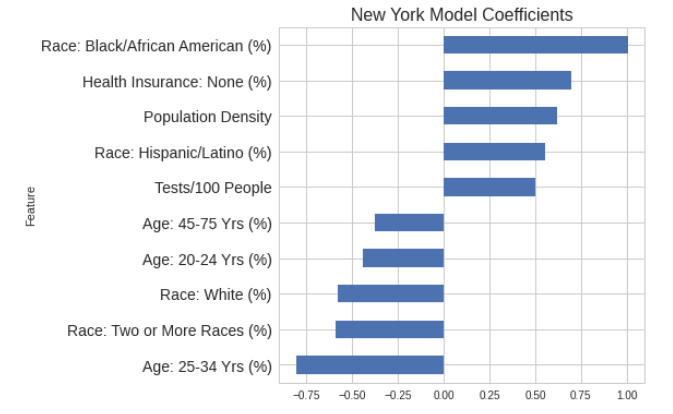 New York Model Coefficients
Race: Black/African American (%)
Health Insurance: None (%)
Population Density
Race: Hispanic/Latino (%)
Tests/100 People
Age: 45-75 Yrs (%)
Age: 20-24 Yrs (%)
Race: White (%)
Race: Two or More Races (%)
Age: 25-34 Yrs (%)
Feature
−0.75 −0.50 −0.25 0.00 0.25 0.50 0.75 1.00